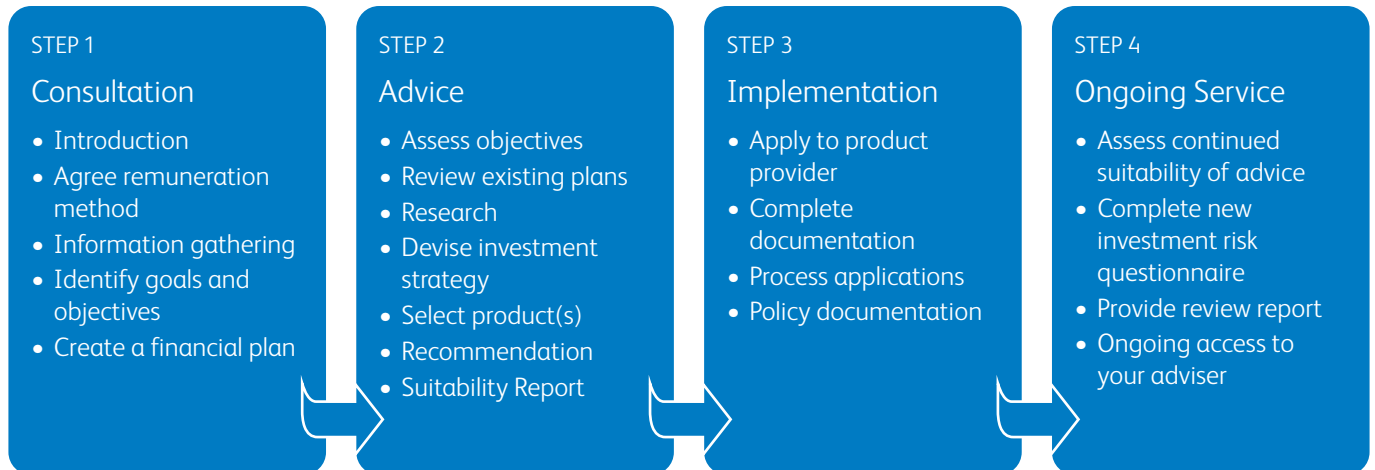 STEP 1
Consultation
• Introduction
• Agree remuneration
method
• Information gathering
• Identify goals and
objectives
• Create a financial plan
STEP 2
Advice
• Assess objectives
• Review existing plans
• Research
• Devise investment
strategy
• Select product(s)
• Recommendation
• Suitability Report
STEP 3
Implementation
• Apply to product
provider
• Complete
documentation
• Process applications
• Policy documentation
STEP 4
Ongoing Service
• Assess continued
suitability of advice
• Complete new
investment risk
questionnaire
• Provide review report
• Ongoing access to
your adviser